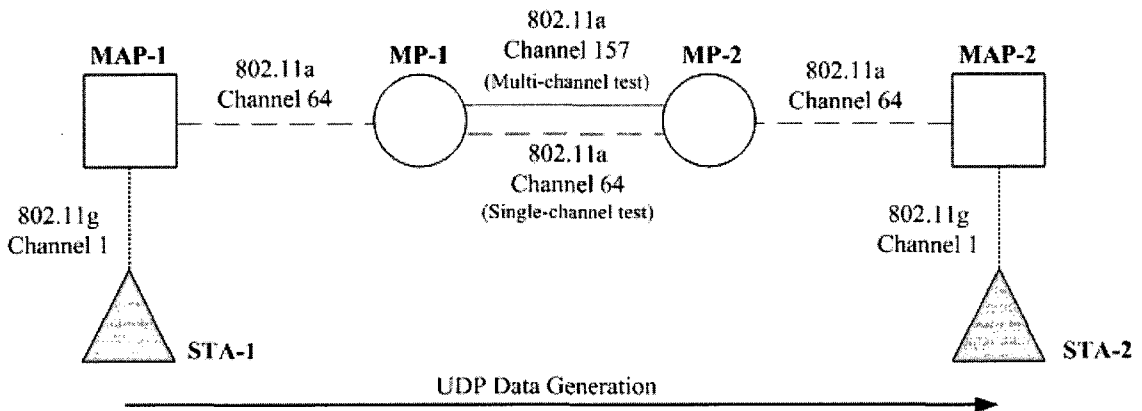 802.11a
Channel 157
(Multi-channel test)
MAP-1
MP-1
MP-2
MAP-2
802.11a
Channel 64
802.11a
Channel 64
802.11a
Channel 64
(Single-channel test)
802.11g
Channel 1
802.11g
Channel 1
STA-1
STA-2
UDP Data Generation